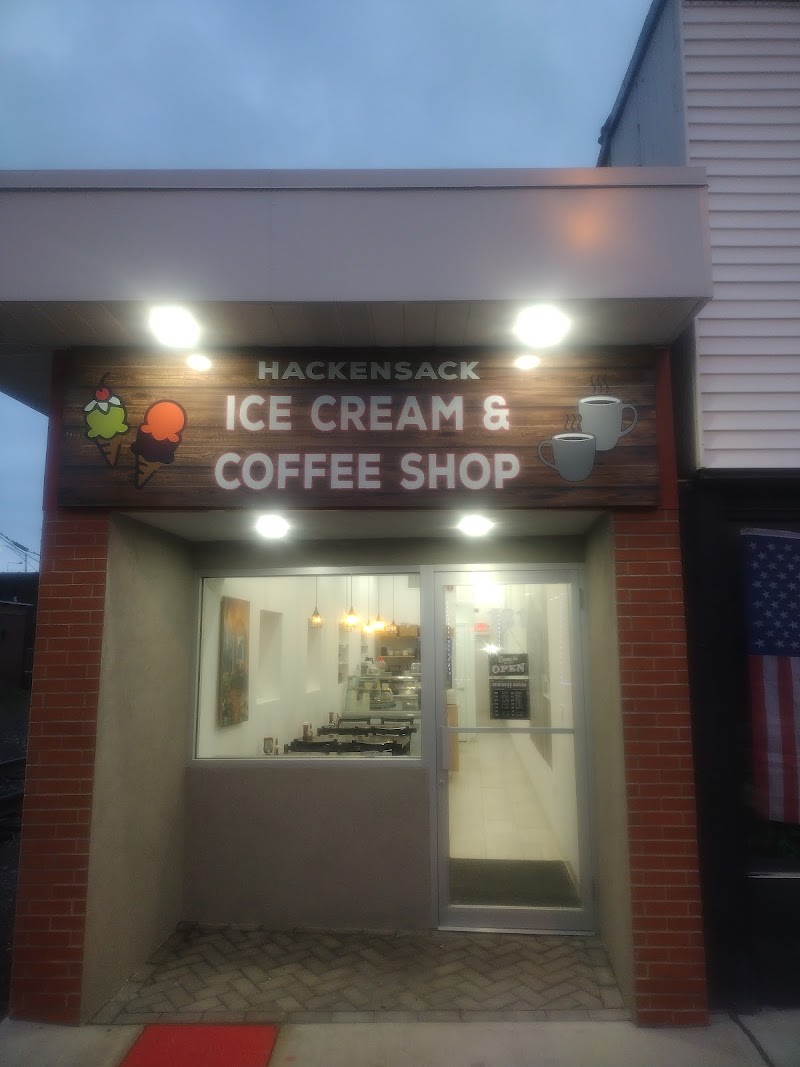 HACKENSACK
ICE CREAM &
COFFEE SHOP
OPEN